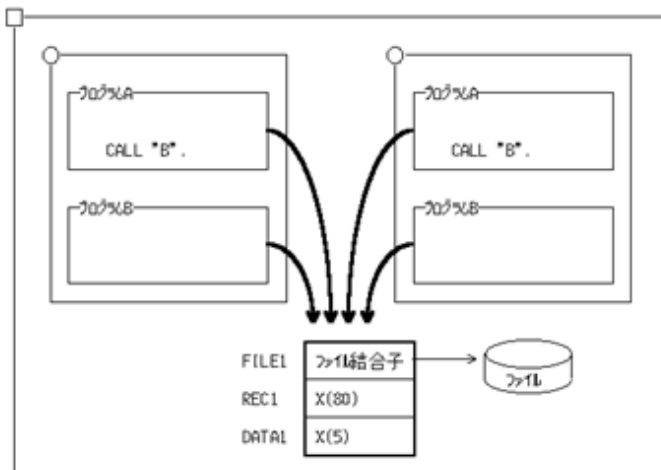 プログラムA
プログラムA
CALL "B".
CALL "B".
プログラムB
プログラムB
FILE1
ファイル結合子
ファイル
REC1
X(80)
DATA1
X(5)